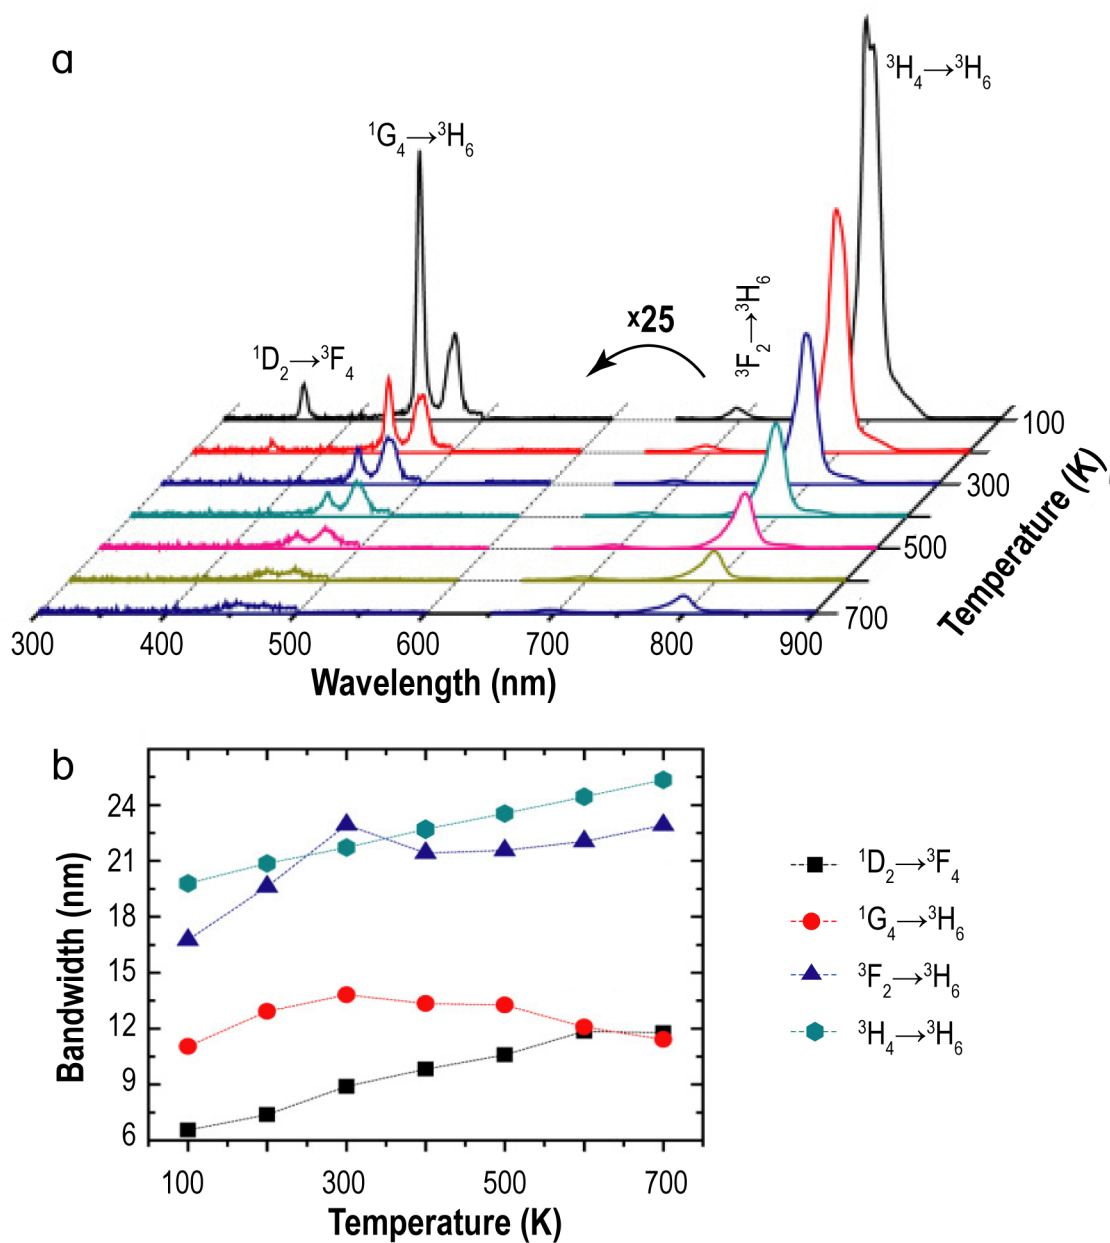 a
³H₄→³H₆
¹G₄→³H₆
³F₂→³H₆
x25
¹D₂→³F₄
100
300
500
700
Temperature (K)
300 400 500 600 700 800 900
Wavelength (nm)
b
24
21
18
15
12
9
6
Bandwidth (nm)
100 300 500 700
Temperature (K)
¹D₂→³F₄
¹G₄→³H₆
³F₂→³H₆
³H₄→³H₆